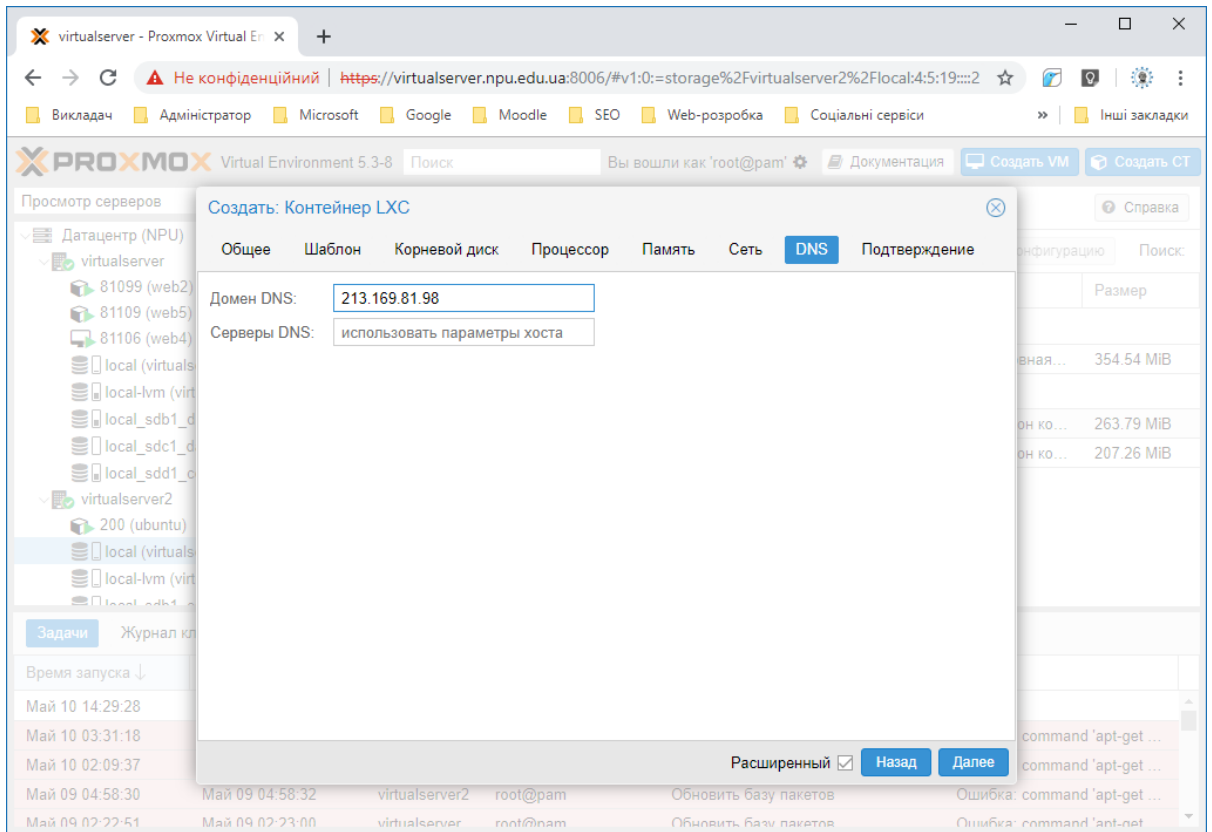 virtualserver - Proxmox Virtual En
Не конфіденційний https://virtualserver.npu.edu.ua:8006/#v1:0:=storage%2Fvirtualserver2%2Flocal:4:5:19::::2
Викладач Адміністратор Microsoft Google Moodle SEO Web-розробка Соціальні сервіси » Інші закладки
PROXMOX Virtual Environment 5.3-8 Поиск Вы вошли как 'root@pam' Документация Создать VM Создать CT
Просмотр серверов Создать: Контейнер LXC Справка
Датацентр (NPU) Общее Шаблон Корневой диск Процессор Память Сеть DNS Подтверждение Поиск:
virtualserver
81099 (web2) Домен DNS: 213.169.81.98 Размер
81109 (web5)
81106 (web4) Серверы DNS: использовать параметры хоста
local (virtuals 354.54 MiB
local-lvm (virt
local_sdb1_d он ко... 263.79 MiB
local_sdc1_d он ко... 207.26 MiB
local_sdd1_c
virtualserver2
200 (ubuntu)
local (virtuals
local-lvm (virt
Задачи Журнал кл
Время запуска
Май 10 14:29:28
Май 10 03:31:18 command 'apt-get ...
Расширенный Назад Далее
Май 10 02:09:37 command 'apt-get ...
Май 09 04:58:30 Май 09 04:58:32 virtualserver2 root@pam Обновить базу пакетов Ошибка: command 'apt-get ...
Май 09 02:22:51 Май 09 02:23:00 virtualserver root@pam Обновить базу пакетов Ошибка: command 'apt-get